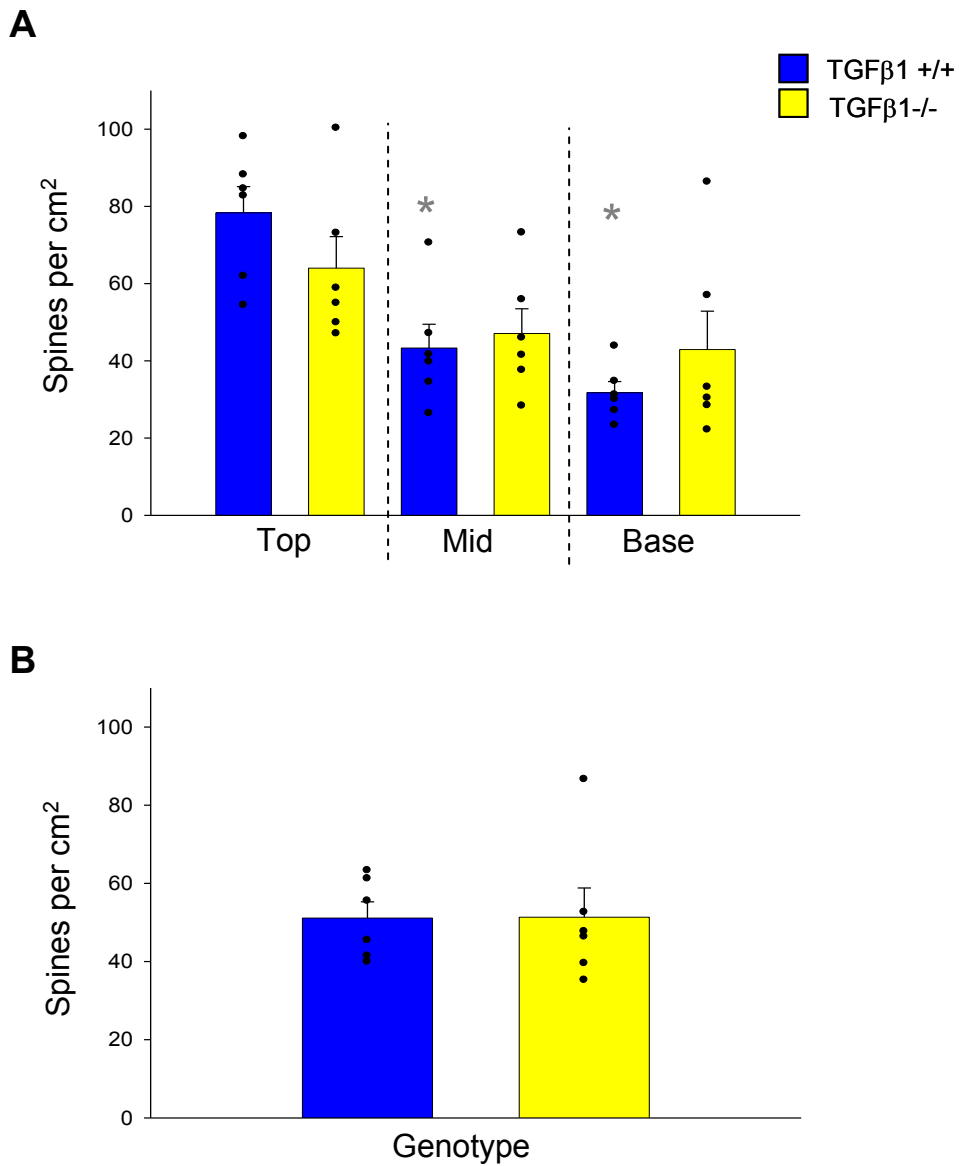 A
TGFβ1 +/+
TGFβ1-/-
Spines per cm²
100
80
60
40
20
0
*
*
Top Mid Base
B
Spines per cm²
100
80
60
40
20
0
Genotype